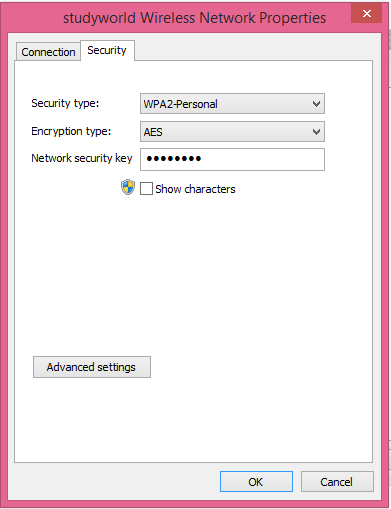 studyworld Wireless Network Properties
Connection Security
Security type: WPA2-Personal
Encryption type: AES
Network security key ●●●●●●●●
Show characters
Advanced settings
OK Cancel